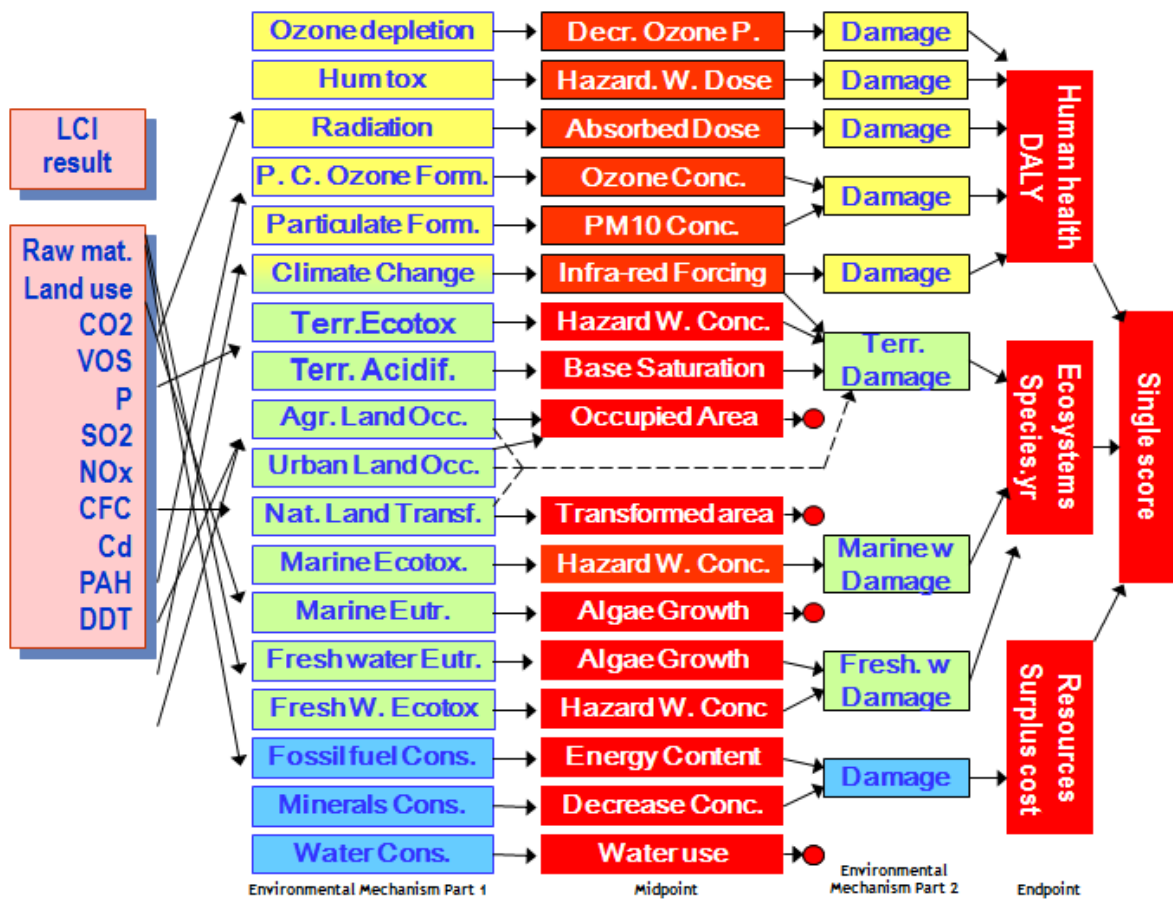 LCI
result
Raw mat.
Land use
CO2
VOS
P
SO2
NOx
CFC
Cd
PAH
DDT
Ozone depletion
Hum tox
Radiation
P. C. Ozone Form.
Particulate Form.
Climate Change
Terr.Ecotox
Terr. Acidif.
Agr. Land Occ.
Urban Land Occ.
Nat. Land Transf.
Marine Ecotox.
Marine Eutr.
Fresh water Eutr.
Fresh W. Ecotox
Fossil fuel Cons.
Minerals Cons.
Water Cons.
Environmental Mechanism Part 1
Decr. Ozone P.
Hazard. W. Dose
Absorbed Dose
Ozone Conc.
PM10 Conc.
Infra-red Forcing
Hazard W. Conc.
Base Saturation
Occupied Area
Transformed area
Hazard W. Conc.
Algae Growth
Algae Growth
Hazard W. Conc
Energy Content
Decrease Conc.
Water use
Midpoint
Damage
Damage
Damage
Damage
Damage
Terr.
Damage
Marine w
Damage
Fresh. w
Damage
Damage
Environmental
Mechanism Part 2
Human health
DALY
Ecosystems
Species.yr
Resources
Surplus cost
Endpoint
Single score